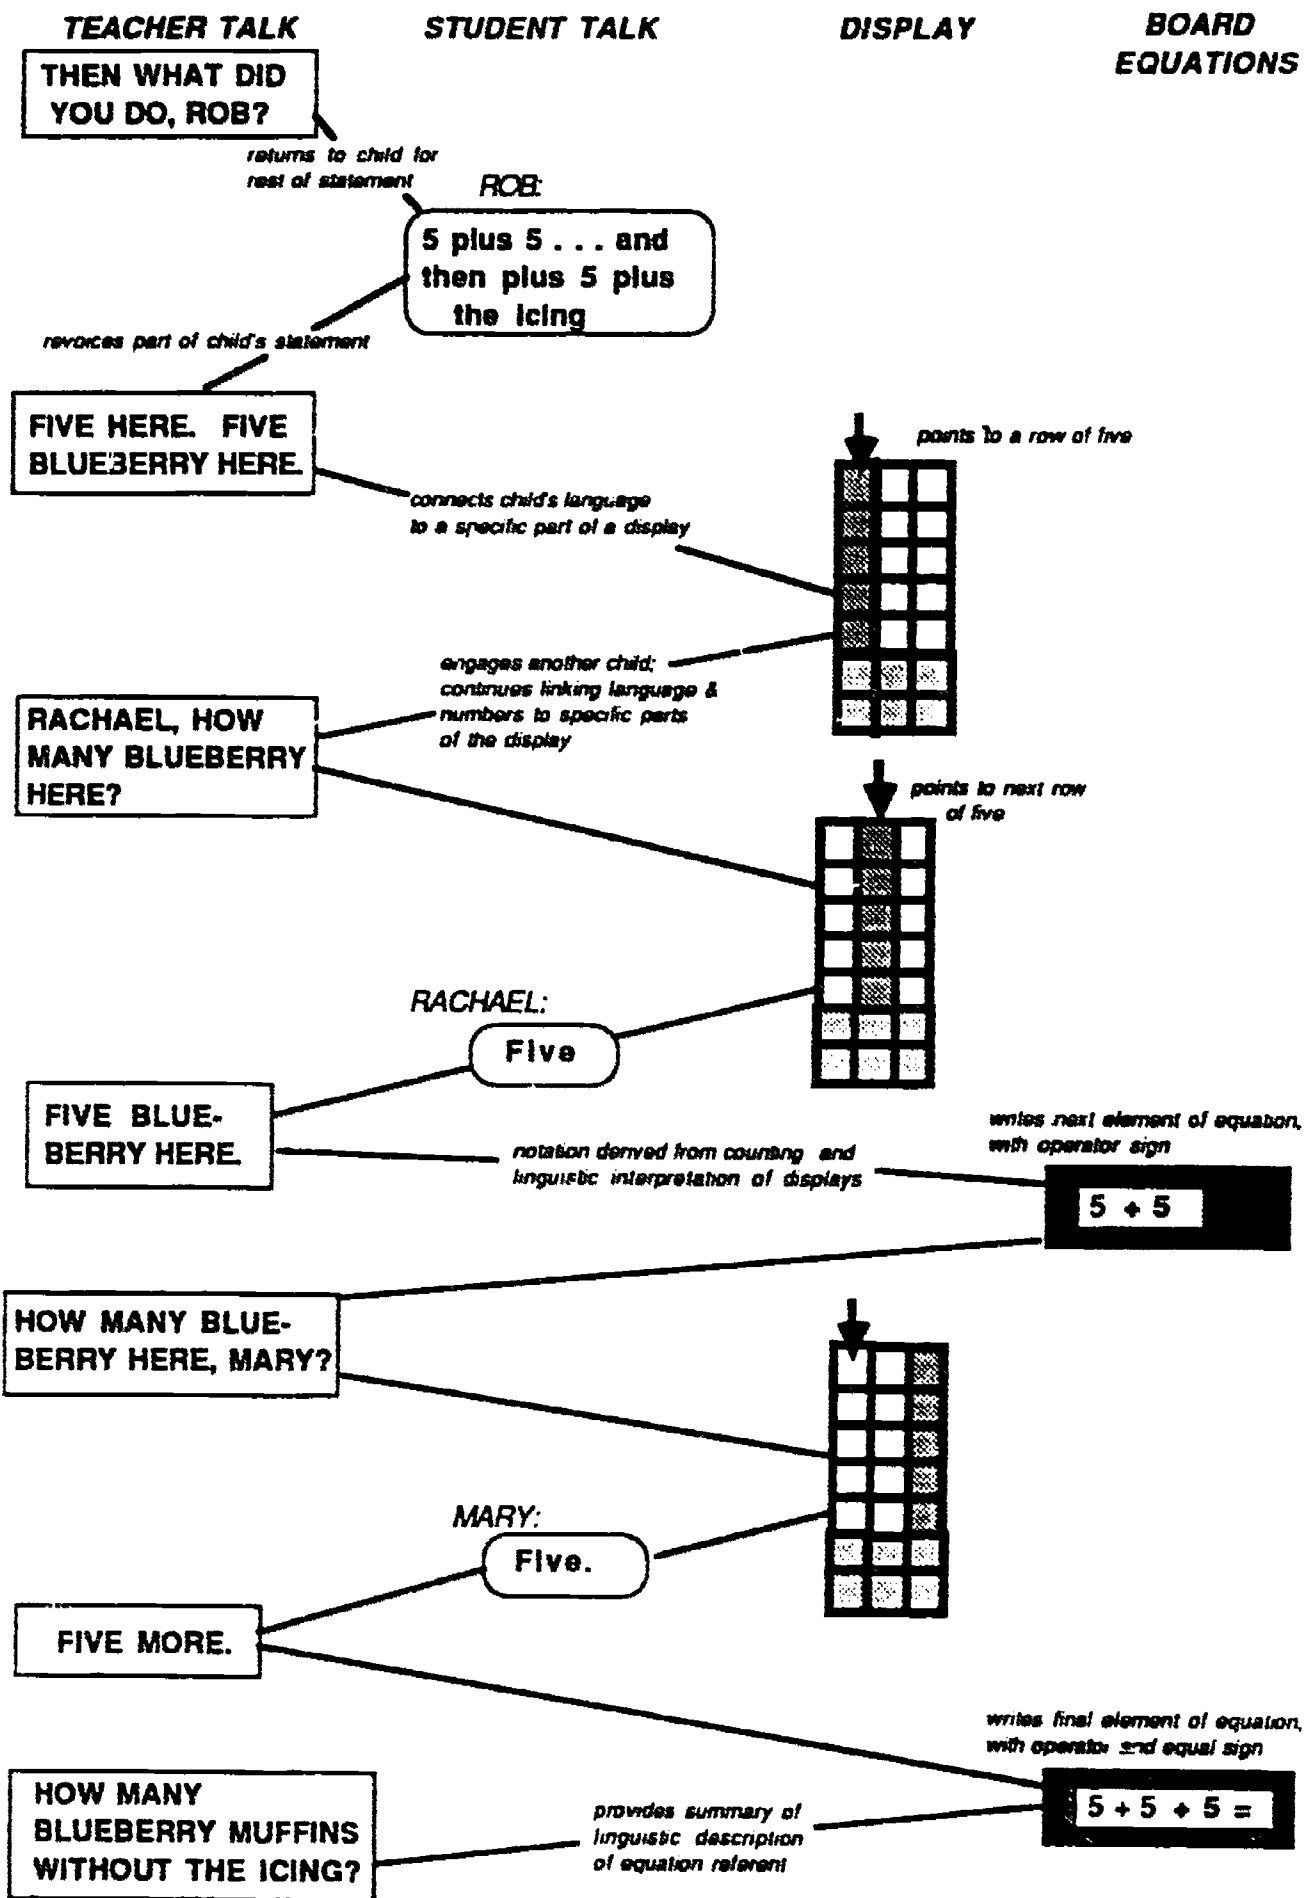 TEACHER TALK
STUDENT TALK
DISPLAY
BOARD
EQUATIONS
THEN WHAT DID
YOU DO, ROB?
returns to child for
rest of statement
ROB:
5 plus 5 . . . and
then plus 5 plus
the icing
revoices part of child's statement
FIVE HERE. FIVE
BLUEBERRY HERE.
points to a row of five
connects child's language
to a specific part of a display
engages another child;
continues linking language &
numbers to specific parts
of the display
RACHAEL, HOW
MANY BLUEBERRY
HERE?
points to next row
of five
RACHAEL:
Five
FIVE BLUE-
BERRY HERE.
notation derived from counting and
linguistic interpretation of displays
writes next element of equation,
with operator sign
5 + 5
HOW MANY BLUE-
BERRY HERE, MARY?
MARY:
Five.
FIVE MORE.
writes final element of equation,
with operator and equal sign
5 + 5 + 5 =
HOW MANY
BLUEBERRY MUFFINS
WITHOUT THE ICING?
provides summary of
linguistic description
of equation referent